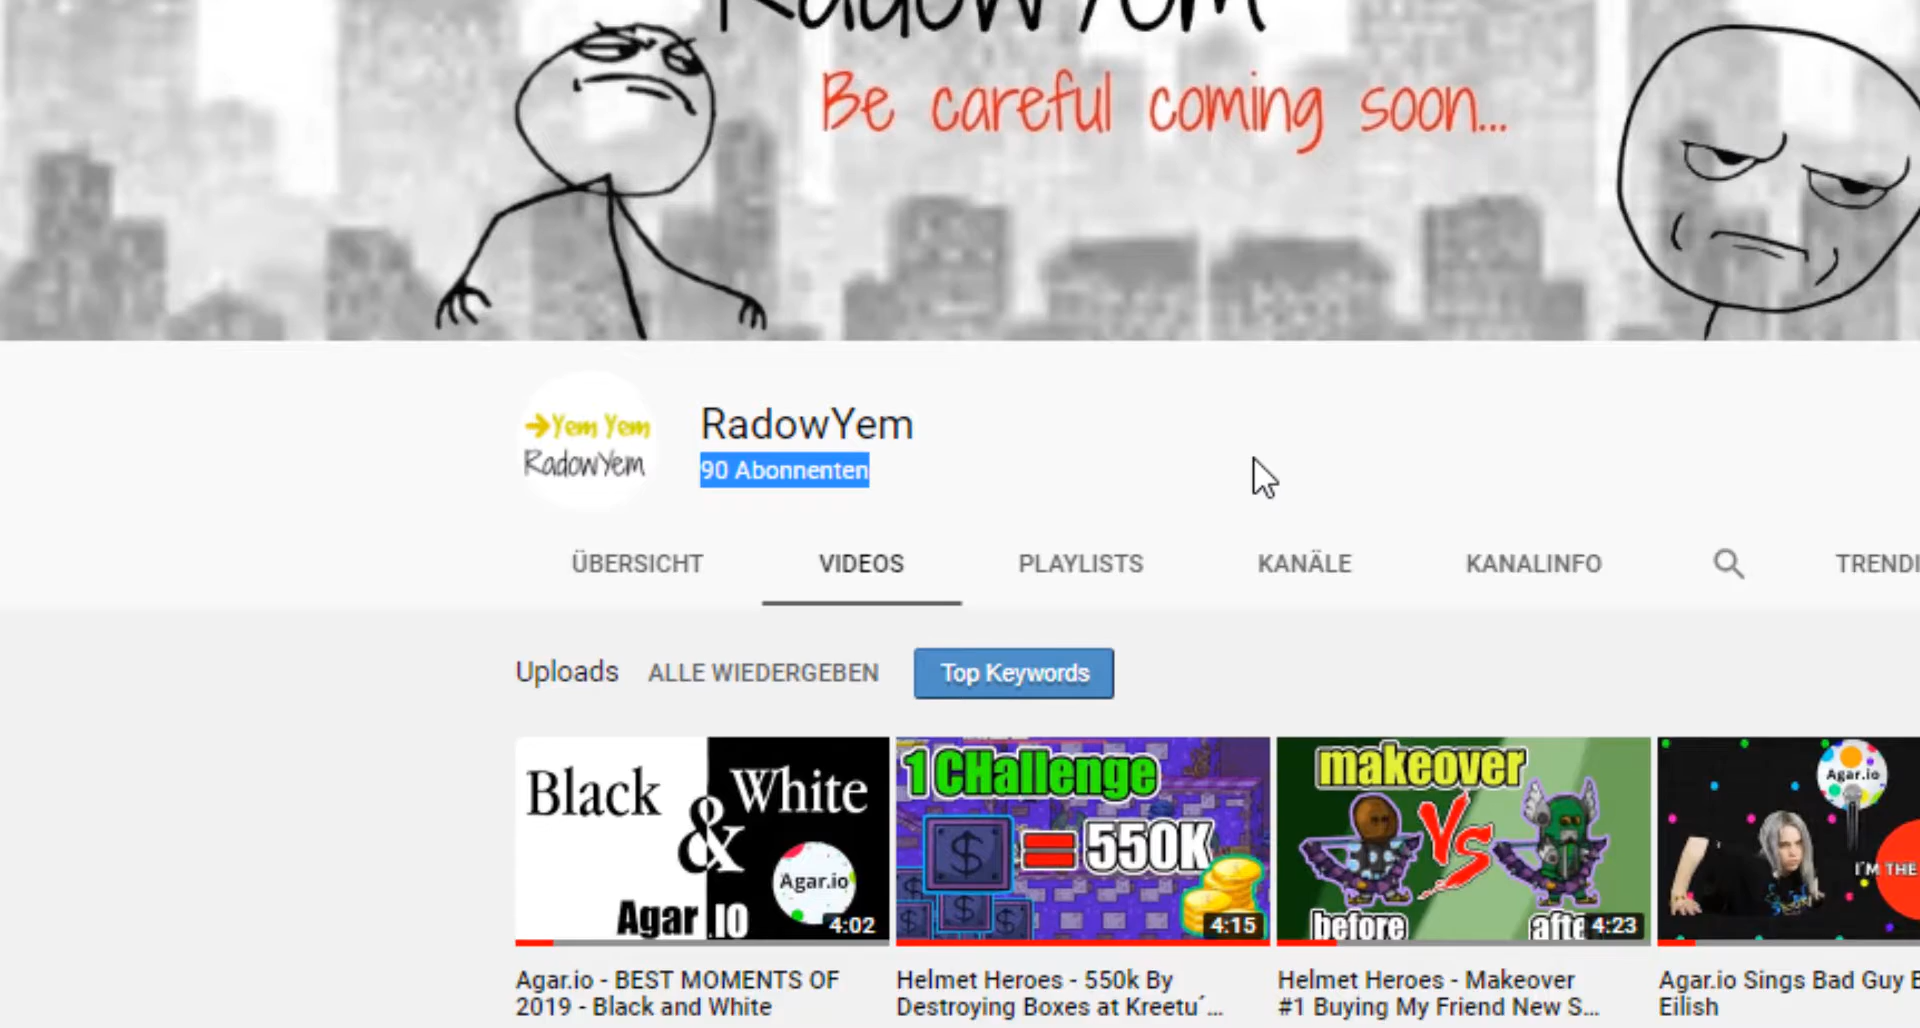 RadowYem
Be careful coming soon...
→Yem Yem
RadowYem
RadowYem
90 Abonnenten
ÜBERSICHT
VIDEOS
PLAYLISTS
KANÄLE
KANALINFO
TRENDI
Uploads
ALLE WIEDERGEBEN
Top Keywords
Black & White
Agar.io
Agar.IO
4:02
1 CHallenge
$
= 550K
$
$
$
4:15
makeover
Vs
before
afte
4:23
Agar.io
I'M THE
Agar.io - BEST MOMENTS OF
2019 - Black and White
Helmet Heroes - 550k By
Destroying Boxes at Kreetu´...
Helmet Heroes - Makeover
#1 Buying My Friend New S...
Agar.io Sings Bad Guy E
Eilish